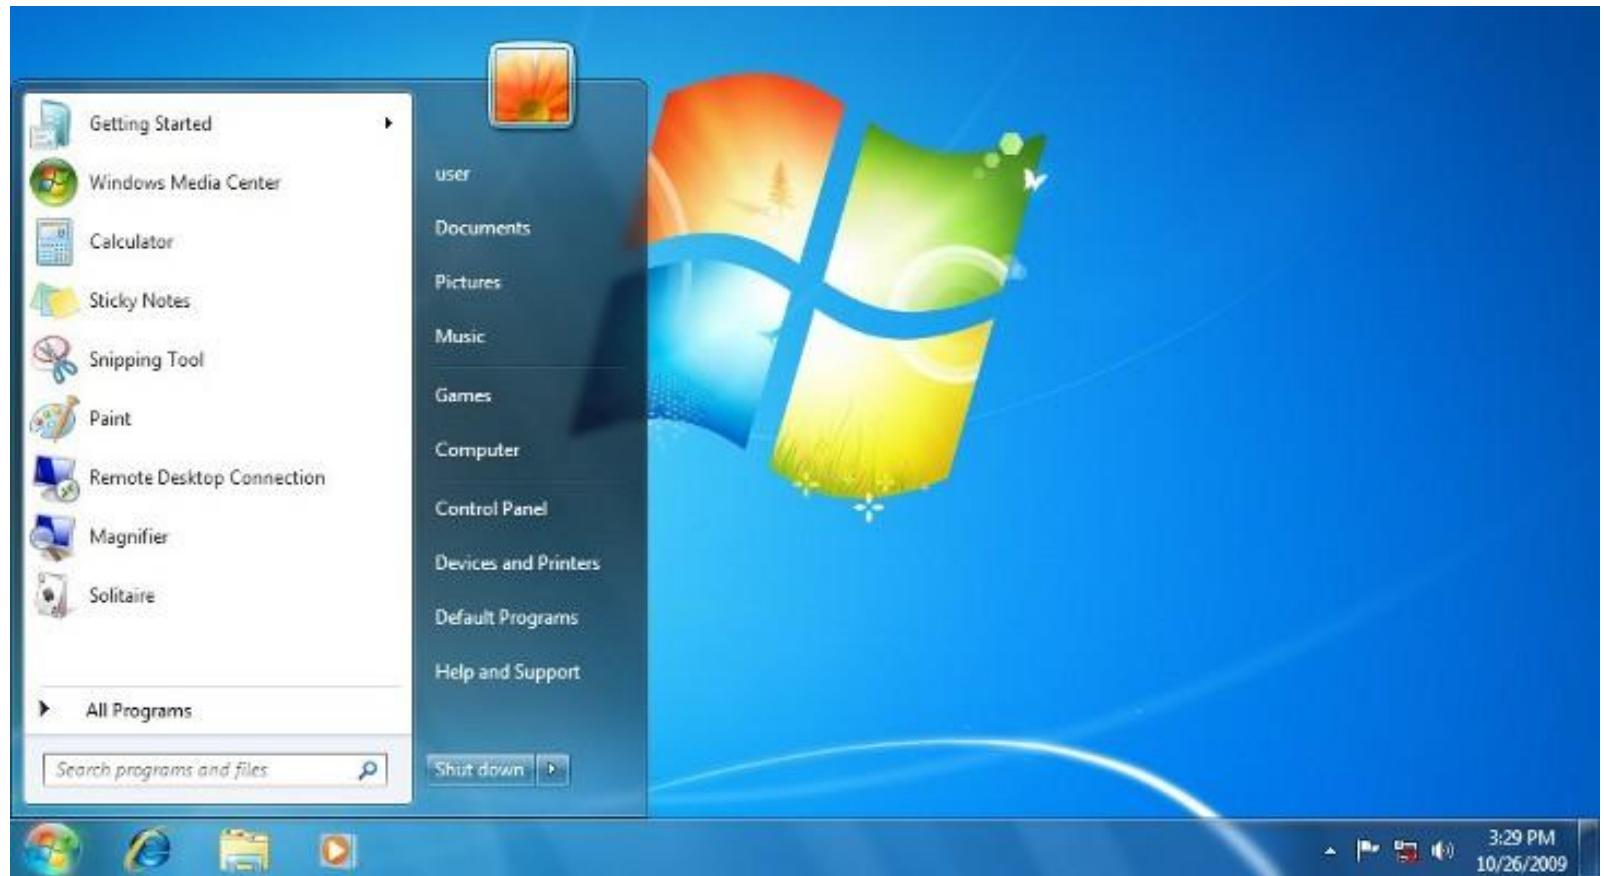 Getting Started
Windows Media Center
Calculator
Sticky Notes
Snipping Tool
Paint
Remote Desktop Connection
Magnifier
Solitaire
All Programs
Search programs and files
user
Documents
Pictures
Music
Games
Computer
Control Panel
Devices and Printers
Default Programs
Help and Support
Shut down
3:29 PM
10/26/2009